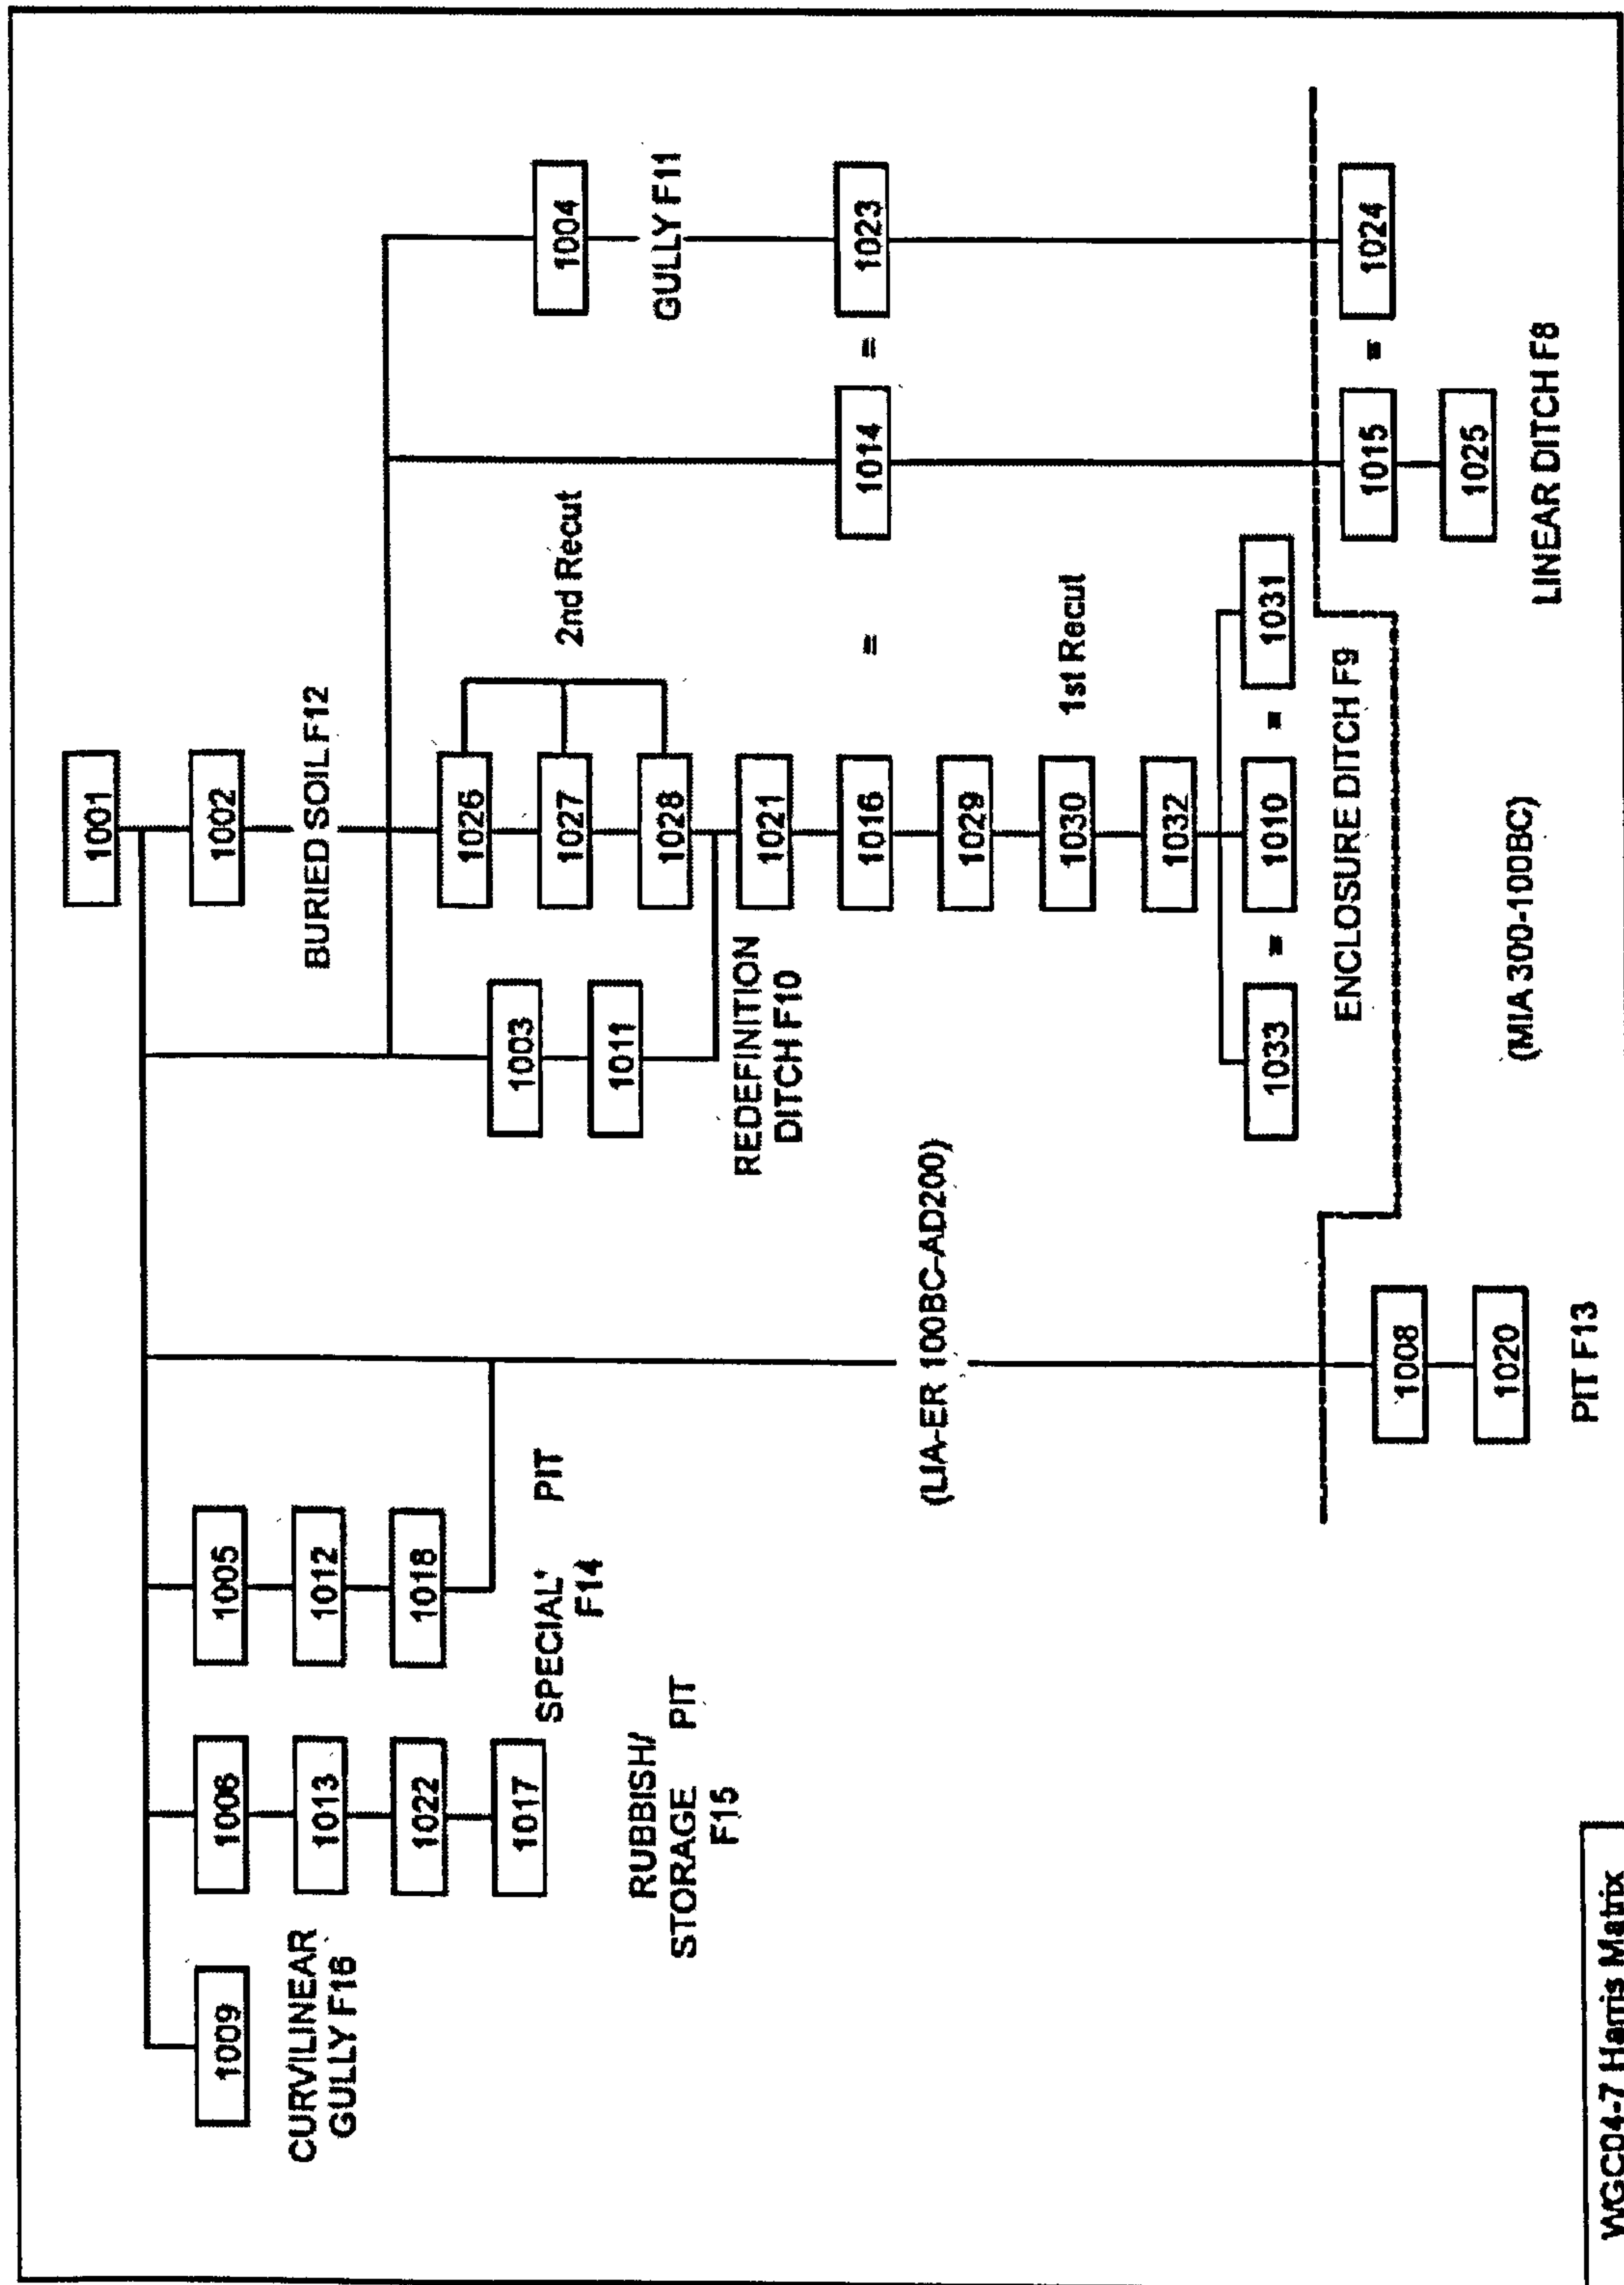 1001
1002
BURIED SOIL F12
1009
CURVILINEAR
GULLY F16
1006
1013
1022
1017
RUBBISH/
STORAGE PIT
F15
1005
1012
1018
SPECIAL' PIT
F14
1003
1011
REDEFINITION
DITCH F10
1026
1027
1028
2nd Recut
1021
1016
=
1014
=
1023
1004
GULLY F11
1029
1030
1st Recut
1032
1033
=
1010
=
1031
ENCLOSURE DITCH F9
(LIA-ER 100BC-AD200)
1008
1020
PIT F13
(MIA 300-100BC)
1015
=
1024
1025
LINEAR DITCH F8
WGC04-7 Harris Matrix